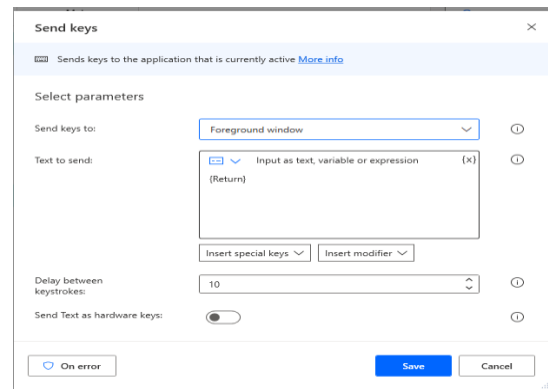 Send keys
Sends keys to the application that is currently active More info
Select parameters
Send keys to:
Foreground window
Text to send:
Input as text, variable or expression
{x}
{Return}
Insert special keys
Insert modifier
Delay between
keystrokes:
10
Send Text as hardware keys:
On error
Save
Cancel